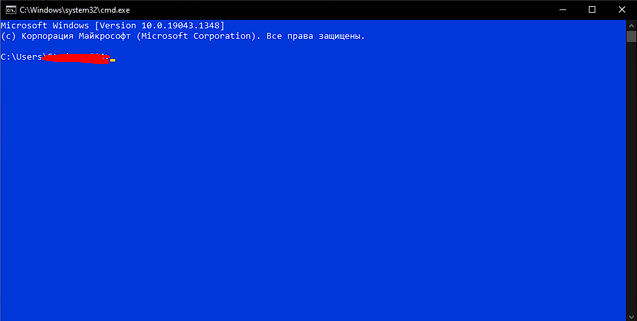 C:\Windows\system32\cmd.exe
Microsoft Windows [Version 10.0.19043.1348]
(c) Корпорация Майкрософт (Microsoft Corporation). Все права защищены.
C:\Users\